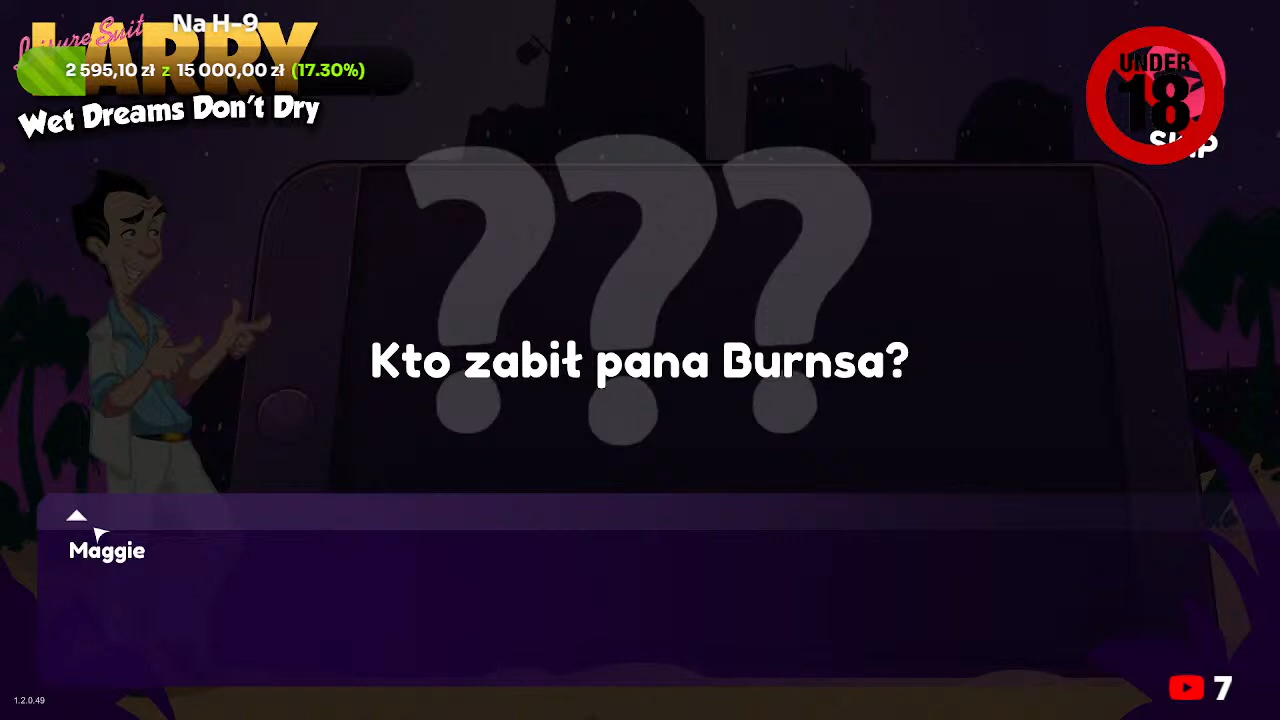 Na H-9
Leisure Suit
LARRY
2 595,10 zł z 15 000,00 zł (17.30%)
Wet Dreams Don't Dry
UNDER
18
SKIP
Kto zabił pana Burnsa?
Maggie
1.2.0.49
7